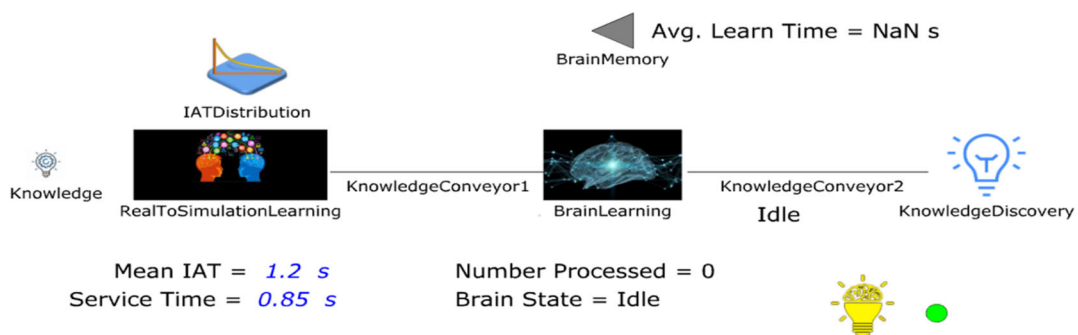 Avg. Learn Time = NaN s
BrainMemory
IATDistribution
Knowledge
RealToSimulationLearning
KnowledgeConveyor1
BrainLearning
KnowledgeConveyor2
Idle
KnowledgeDiscovery
Mean IAT = 1.2 s
Service Time = 0.85 s
Number Processed = 0
Brain State = Idle